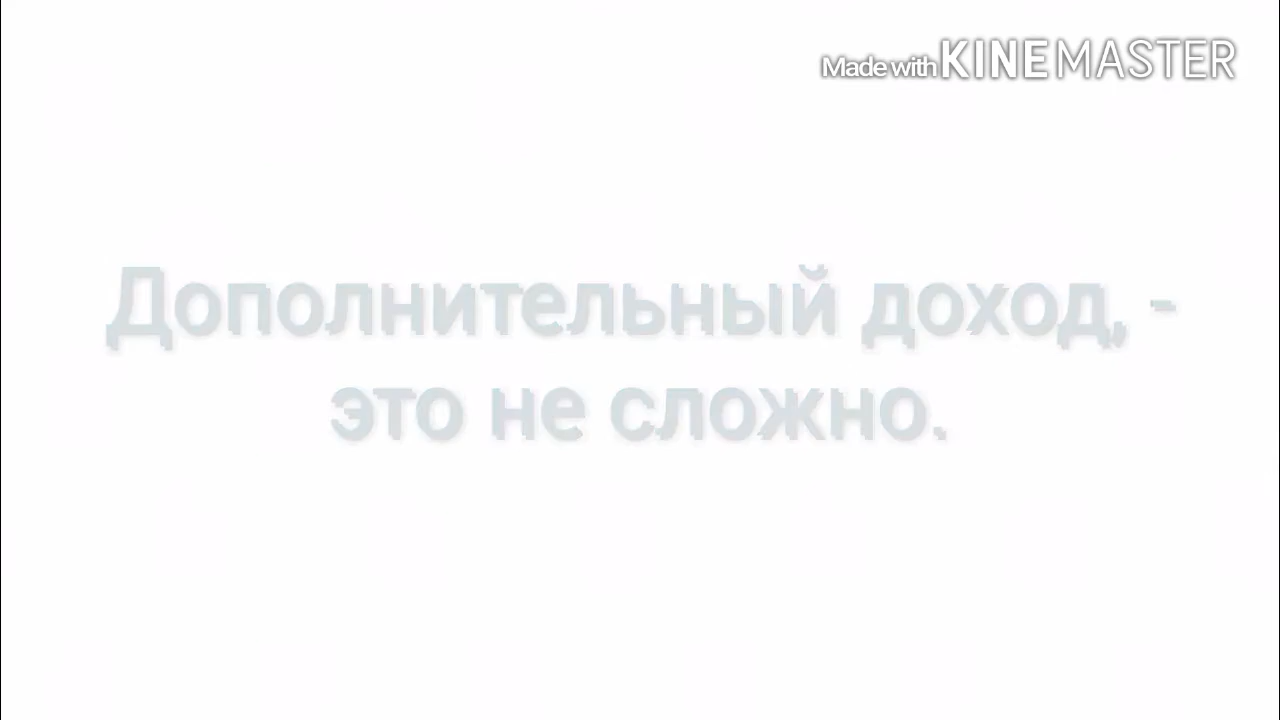 Made with KINEMASTER
Дополнительный доход, -
это не сложно.